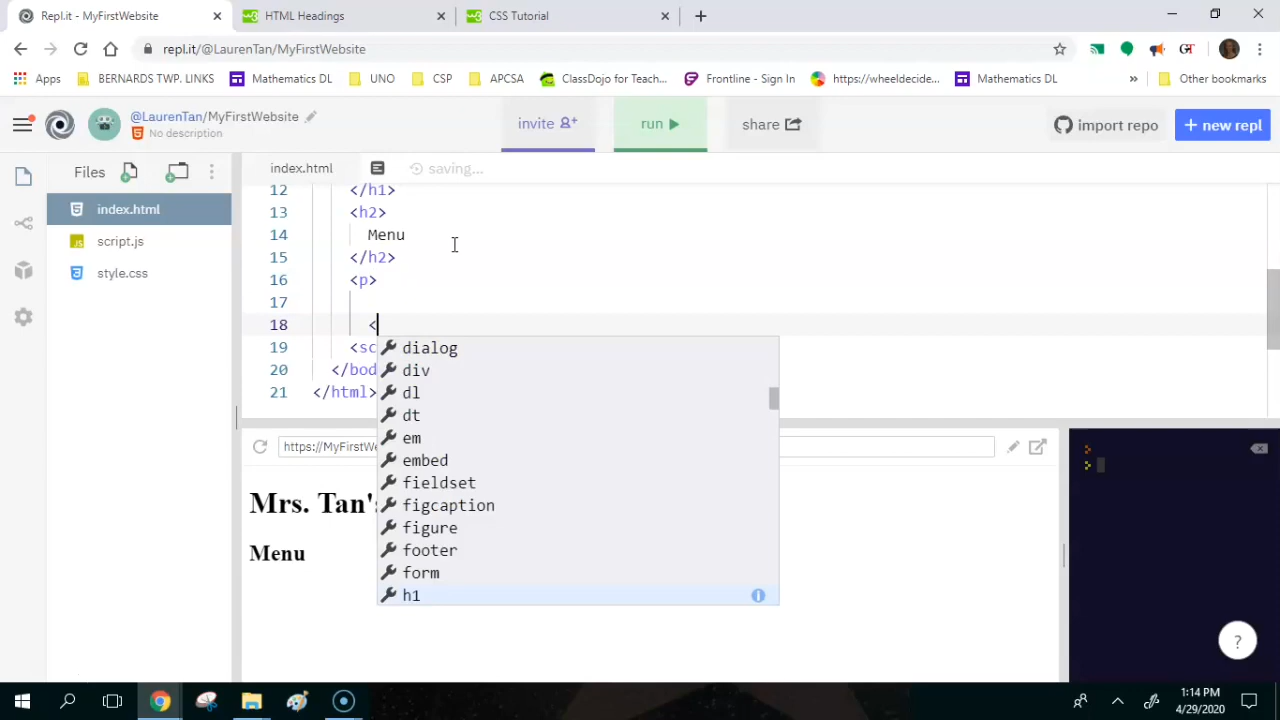 Repl.it - MyFirstWebsite
HTML Headings
CSS Tutorial
repl.it/@LaurenTan/MyFirstWebsite
Apps
BERNARDS TWP. LINKS
Mathematics DL
UNO
CSP
APCSA
ClassDojo for Teach...
Frontline - Sign In
https://wheeldecide...
Mathematics DL
»
Other bookmarks
@LaurenTan/MyFirstWebsite
No description
invite
run
share
import repo
+ new repl
Files
index.html
script.js
style.css
index.html
saving...
12 </h1>
13 <h2>
14 Menu
15 </h2>
16 <p>
17
18 <
19 <sc
20 </bod
21 </html>
dialog
div
dl
dt
em
embed
fieldset
figcaption
figure
footer
form
h1
https://MyFirstWe
Mrs. Tan's
Menu
?
1:14 PM
4/29/2020